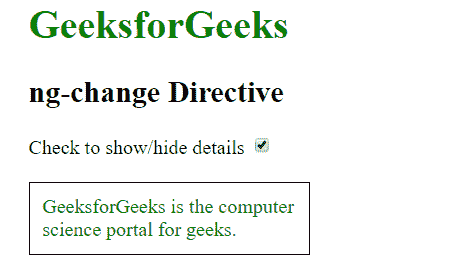 GeeksforGeeks
ng-change Directive
Check to show/hide details
GeeksforGeeks is the computer
science portal for geeks.